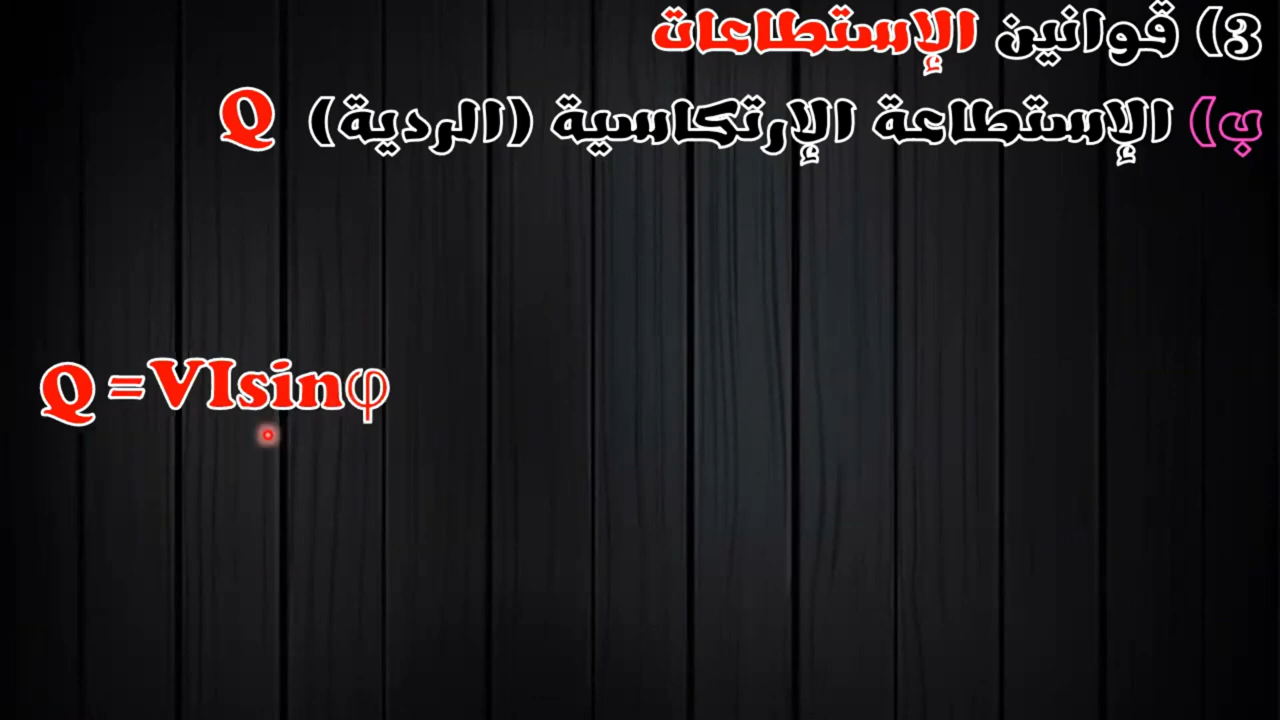 3) قوانين الإستطاعات
ب) الإستطاعة الإرتكاسية (الردية) Q
Q =VIsinφ